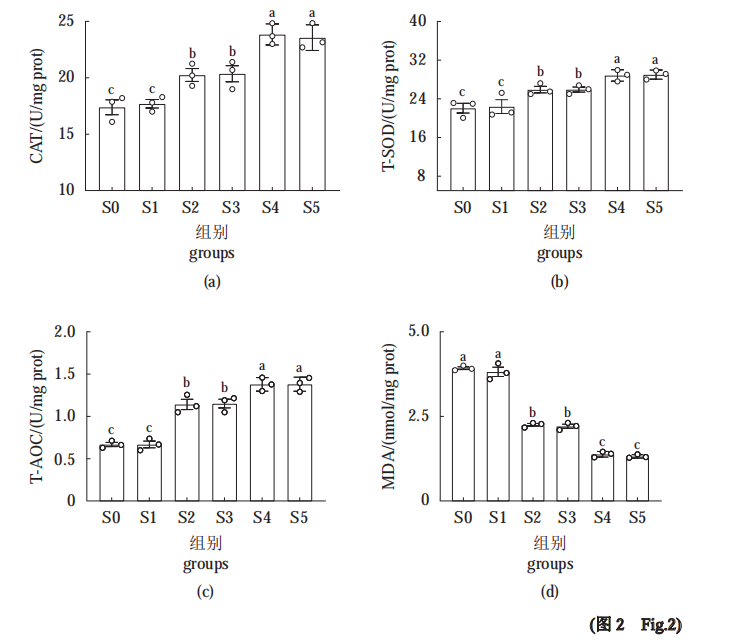 CAT/(U/mg prot)
25
20
15
10
c
c
b
b
a
a
S0 S1 S2 S3 S4 S5
组别
groups
(a)
T-SOD/(U/mg prot)
40
32
24
16
8
c
c
b
b
a
a
S0 S1 S2 S3 S4 S5
组别
groups
(b)
T-AOC/(U/mg prot)
2.0
1.5
1.0
0.5
0
c
c
b
b
a
a
S0 S1 S2 S3 S4 S5
组别
groups
(c)
MDA/(nmol/mg prot)
5.0
2.5
0
a
a
b
b
c
c
S0 S1 S2 S3 S4 S5
组别
groups
(d)
(图 2 Fig.2)